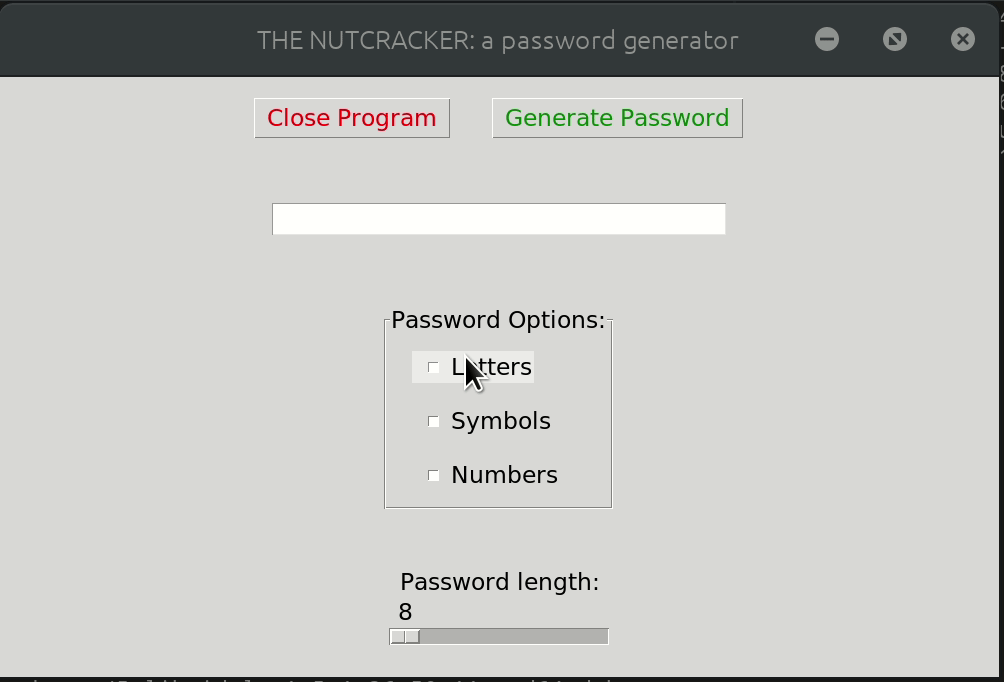 THE NUTCRACKER: a password generator
Close Program
Generate Password
Password Options:
Letters
Symbols
Numbers
Password length:
8